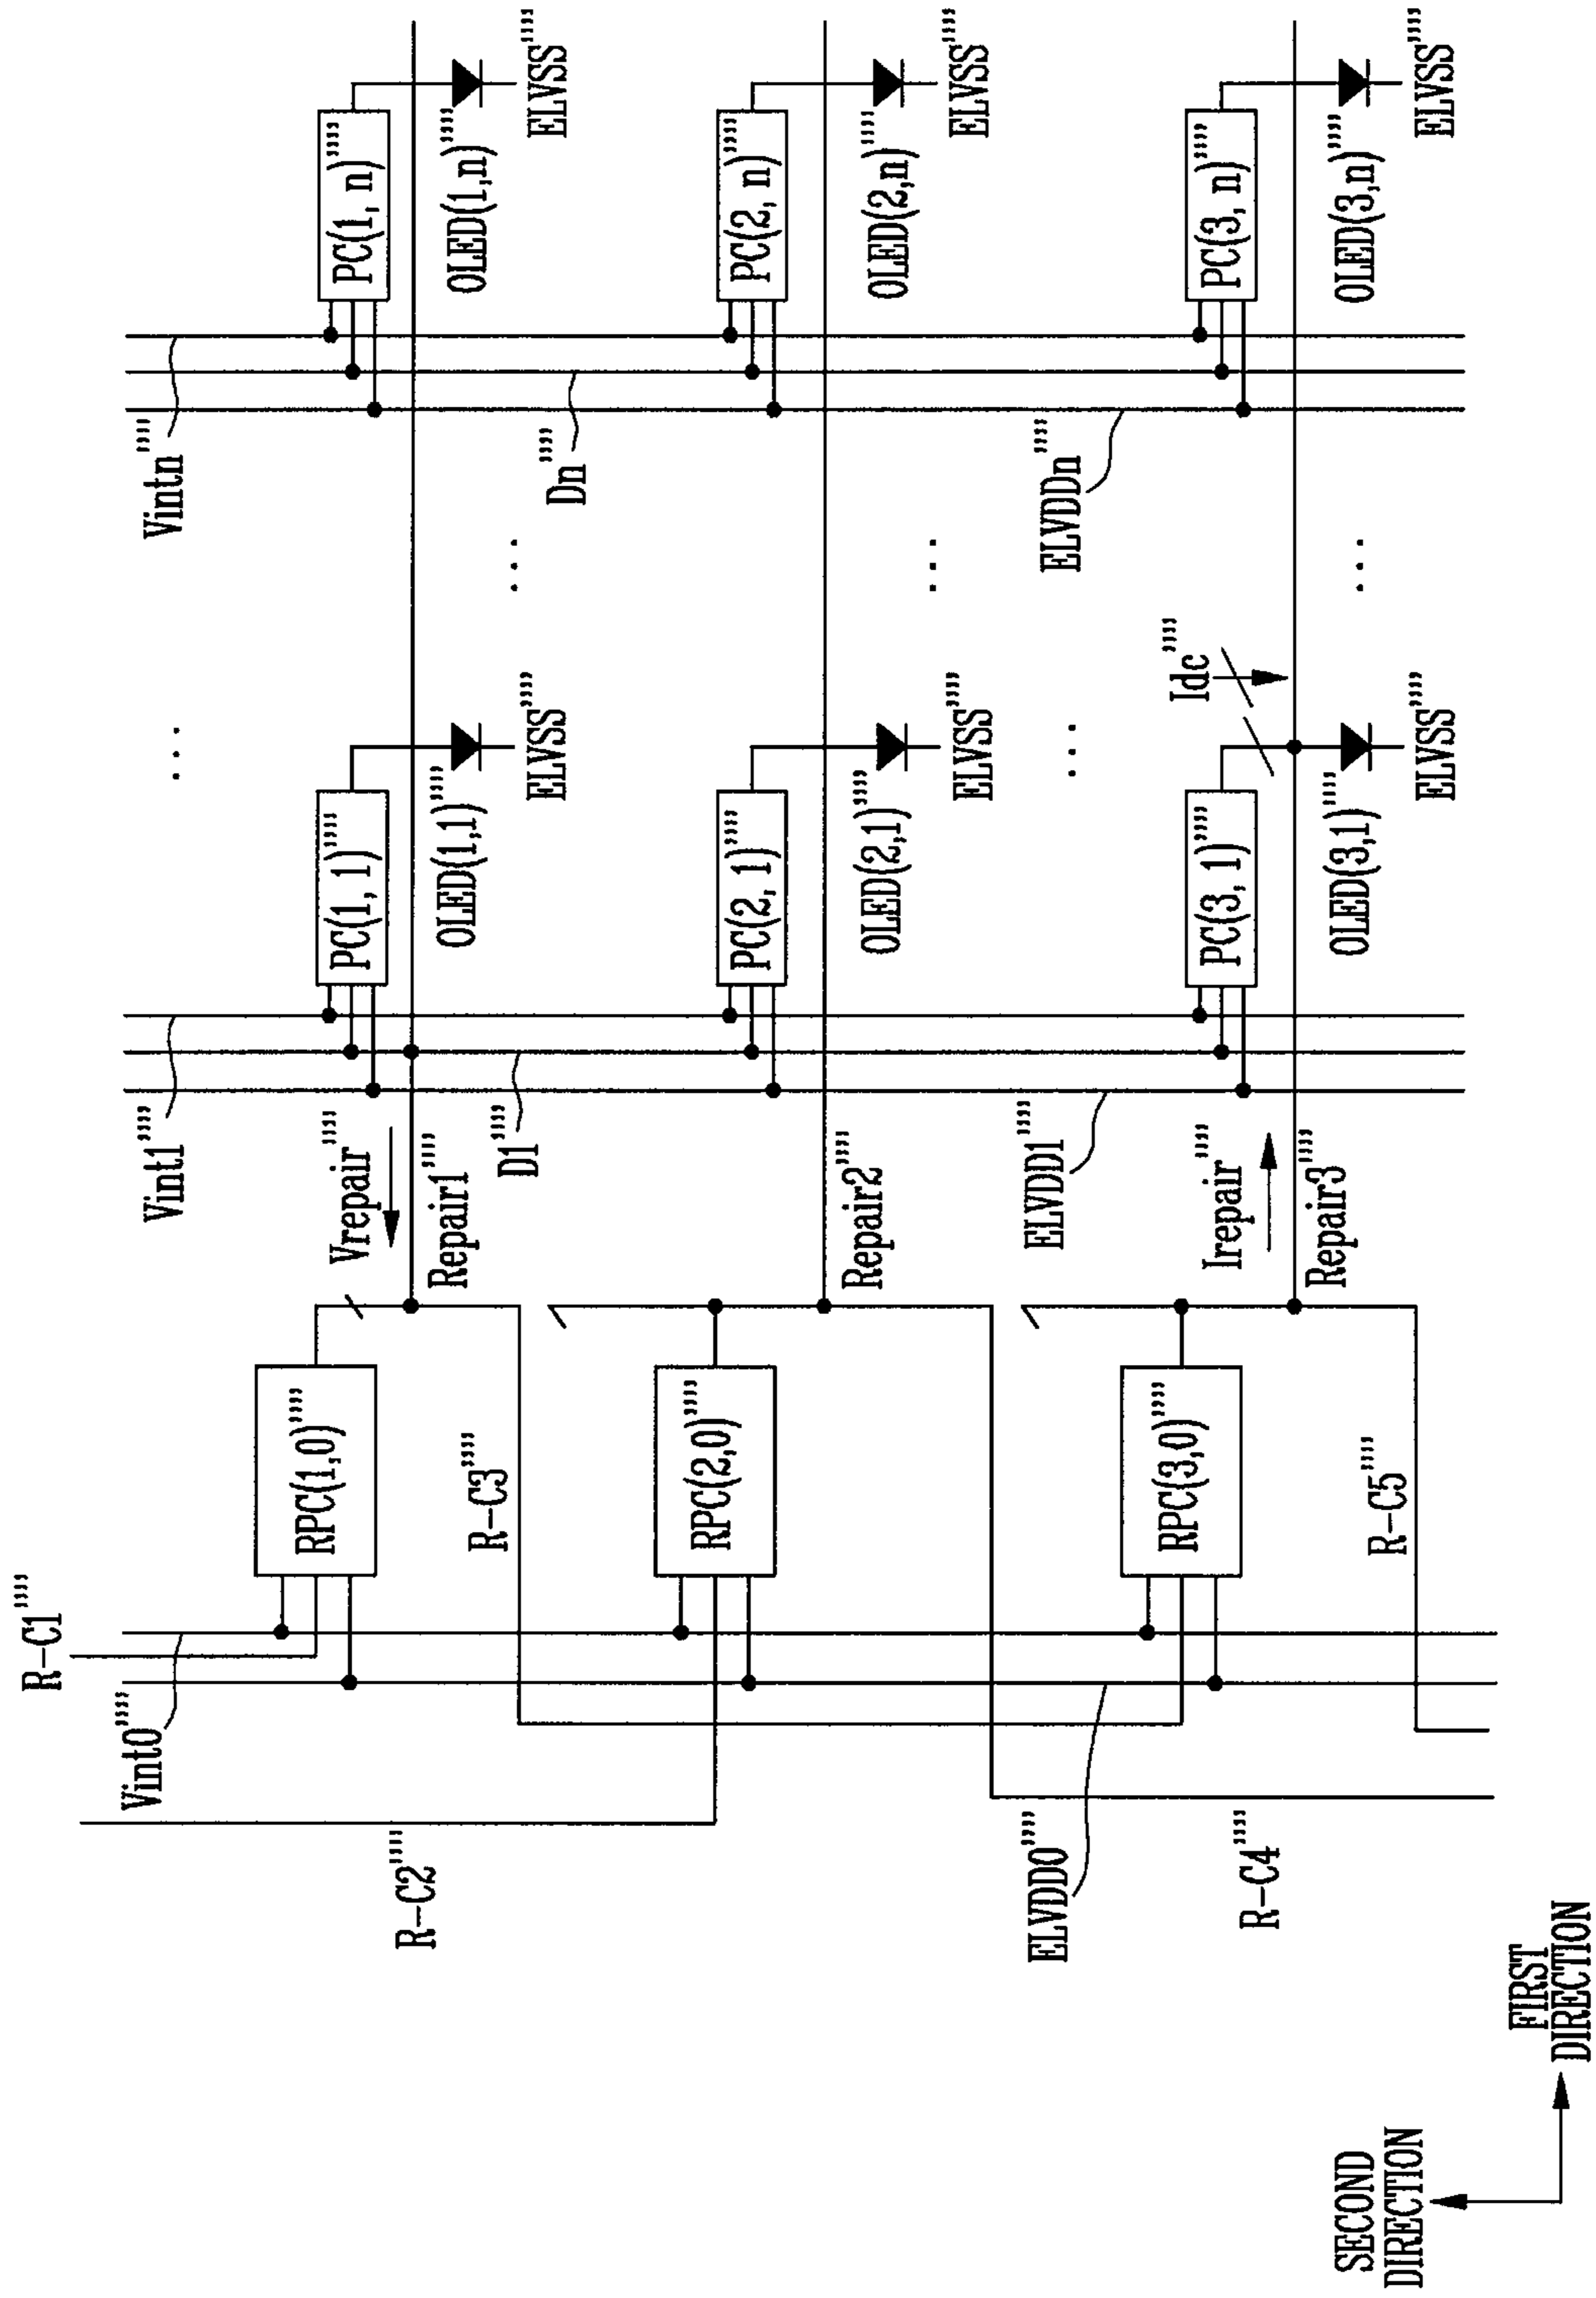 Vintn''''
Dn''''
ELVDDn''''
PC(1, n)''''
OLED(1,n)''''
ELVSS''''
PC(2, n)''''
OLED(2,n)''''
ELVSS''''
PC(3, n)''''
OLED(3,n)''''
ELVSS''''
...
...
...
...
...
Vint1''''
D1''''
ELVDD1''''
PC(1, 1)''''
OLED(1,1)''''
ELVSS''''
PC(2, 1)''''
OLED(2,1)''''
ELVSS''''
PC(3, 1)''''
OLED(3,1)''''
ELVSS''''
Idc''''
Vrepair''''
Repair1''''
Repair2''''
Irepair''''
Repair3''''
RPC(1,0)''''
RPC(2,0)''''
RPC(3,0)''''
R-C1''''
R-C2''''
R-C3''''
R-C4''''
R-C5''''
Vint0''''
ELVDD0''''
SECOND
DIRECTION
FIRST
DIRECTION